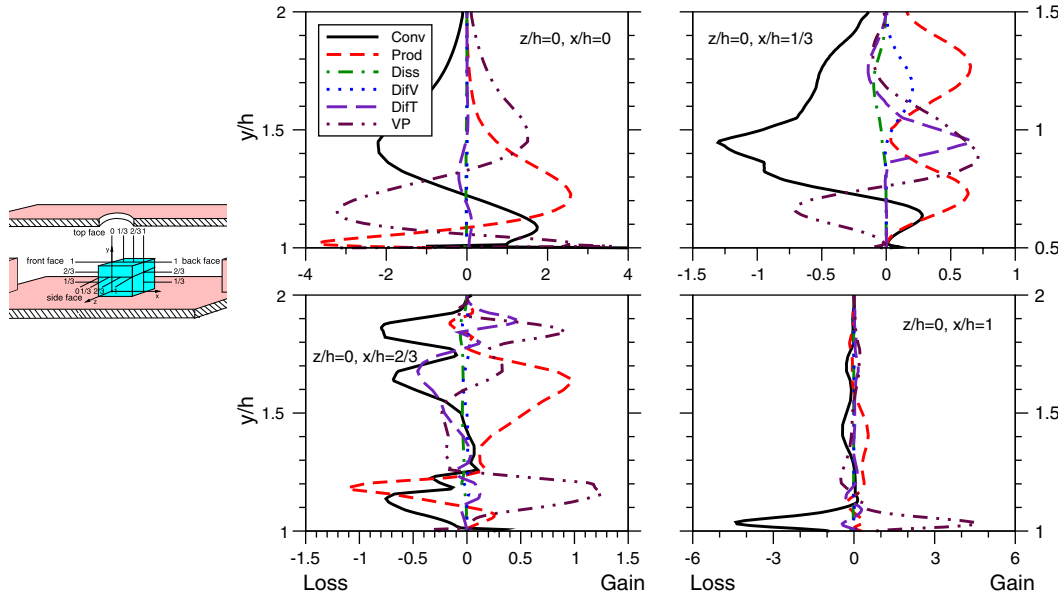 2
1.5
1
y/h
Conv
Prod
Diss
DifV
DifT
VP
z/h=0, x/h=0
-4 -2 0 2 4
z/h=0, x/h=1/3
1.5
1
0.5
-1.5 -1 -0.5 0 0.5 1
top face 0 1/3 2/3 1
y
front face 1 1 back face
2/3 2/3
1/3 1/3
0 1/3 2/3 1
side face
z x
2
1.5
1
y/h
z/h=0, x/h=2/3
-1.5 -1 -0.5 0 0.5 1 1.5
Loss Gain
z/h=0, x/h=1
2
1.5
1
-6 -3 0 3 6
Loss Gain